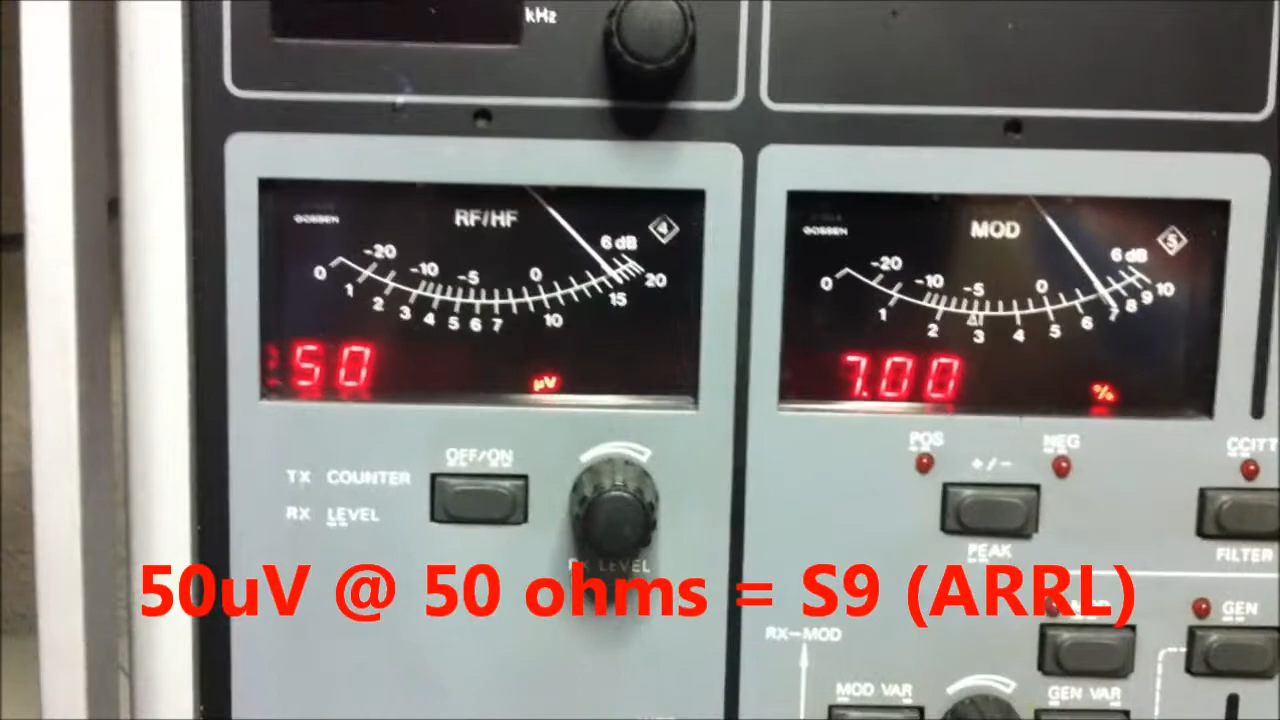 kHz
GOSSEN
RF/HF
4
-20
-10
-5
0
6 dB
0
1
2
3
4
5
6
7
10
15
20
50
µV
GOSSEN
MOD
5
-20
-10
-5
0
6 dB
0
1
2
3
4
5
6
7
8
9
10
7.00
%
TX COUNTER
OFF/ON
RX LEVEL
RX LEVEL
POS
+/-
NEG
PEAK
CCITT
FILTER
50uV @ 50 ohms = S9 (ARRL)
GEN
RX-MOD
MOD VAR
GEN VAR